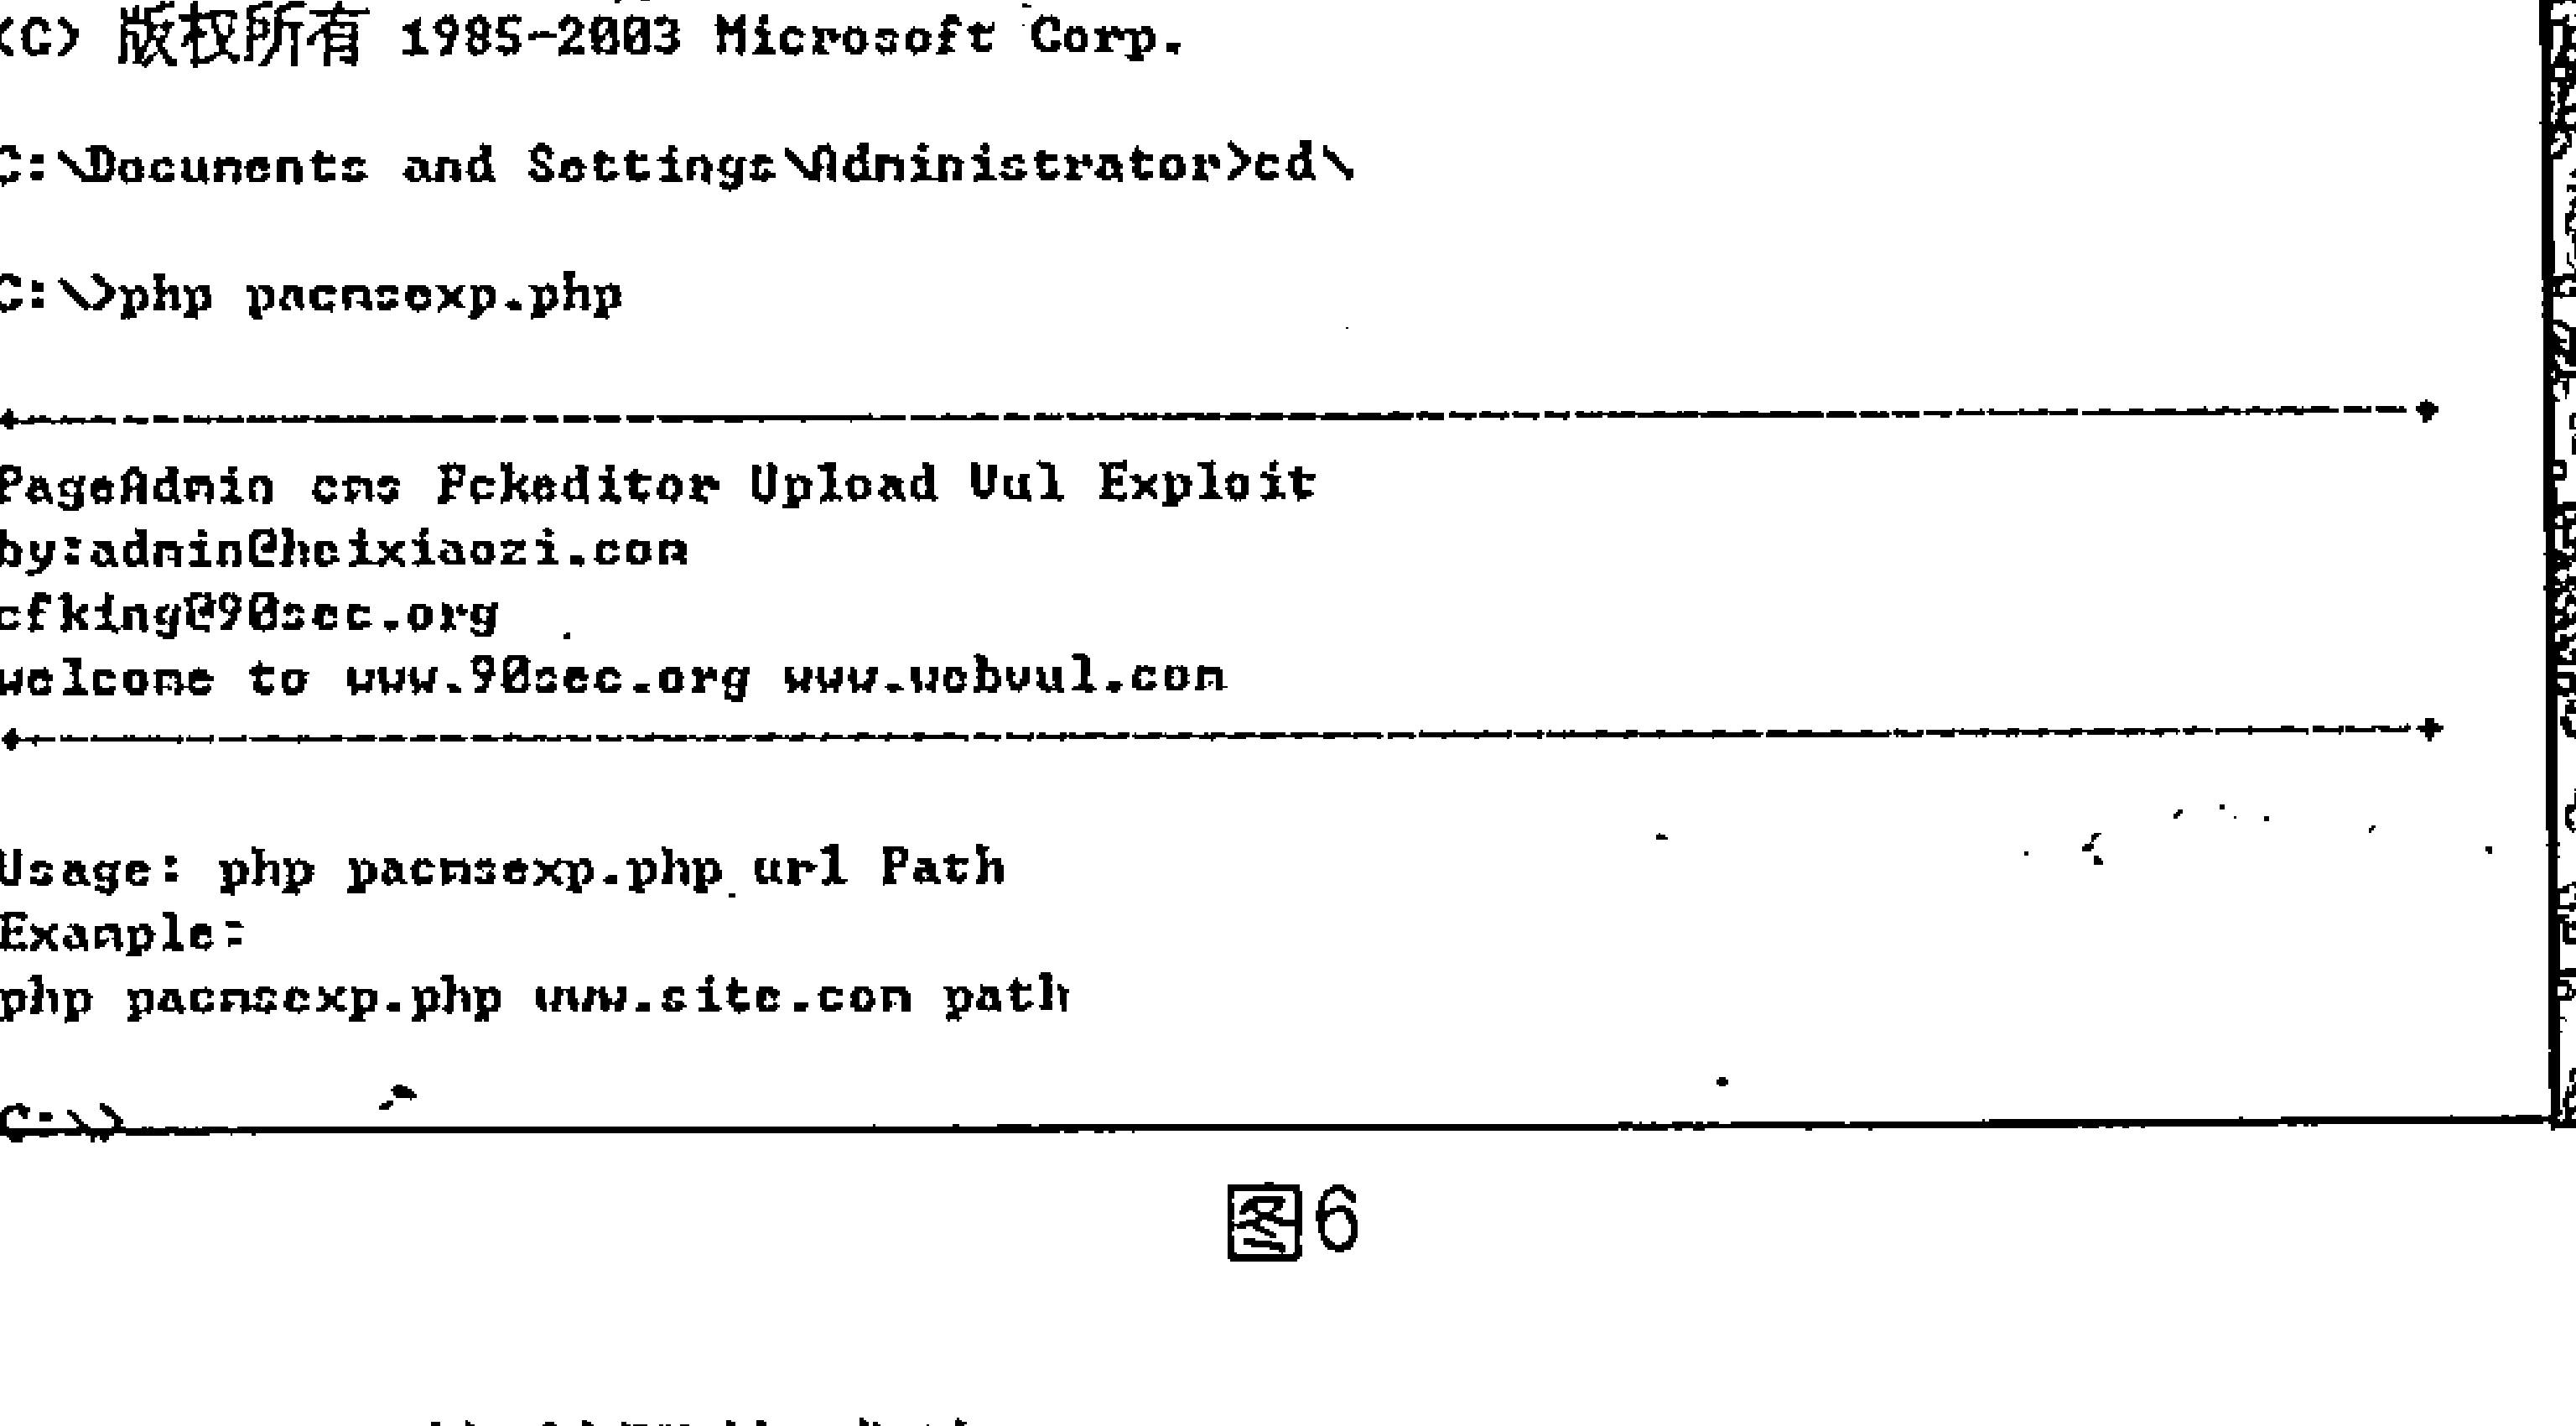 (C) 版权所有 1985-2003 Microsoft Corp.
C:\Documents and Settings\Administrator>cd\
C:\>php pacmsexp.php
+---------------------------------------------------------------------------+
PageAdmin cms Fckeditor Upload Vul Exploit
by:admin@heixiaozi.com
cfking@90sec.org
welcome to www.90sec.org www.webvul.com
+---------------------------------------------------------------------------+
Usage: php pacmsexp.php url Path
Example:
php pacmsexp.php www.site.com path
C:\>
图6